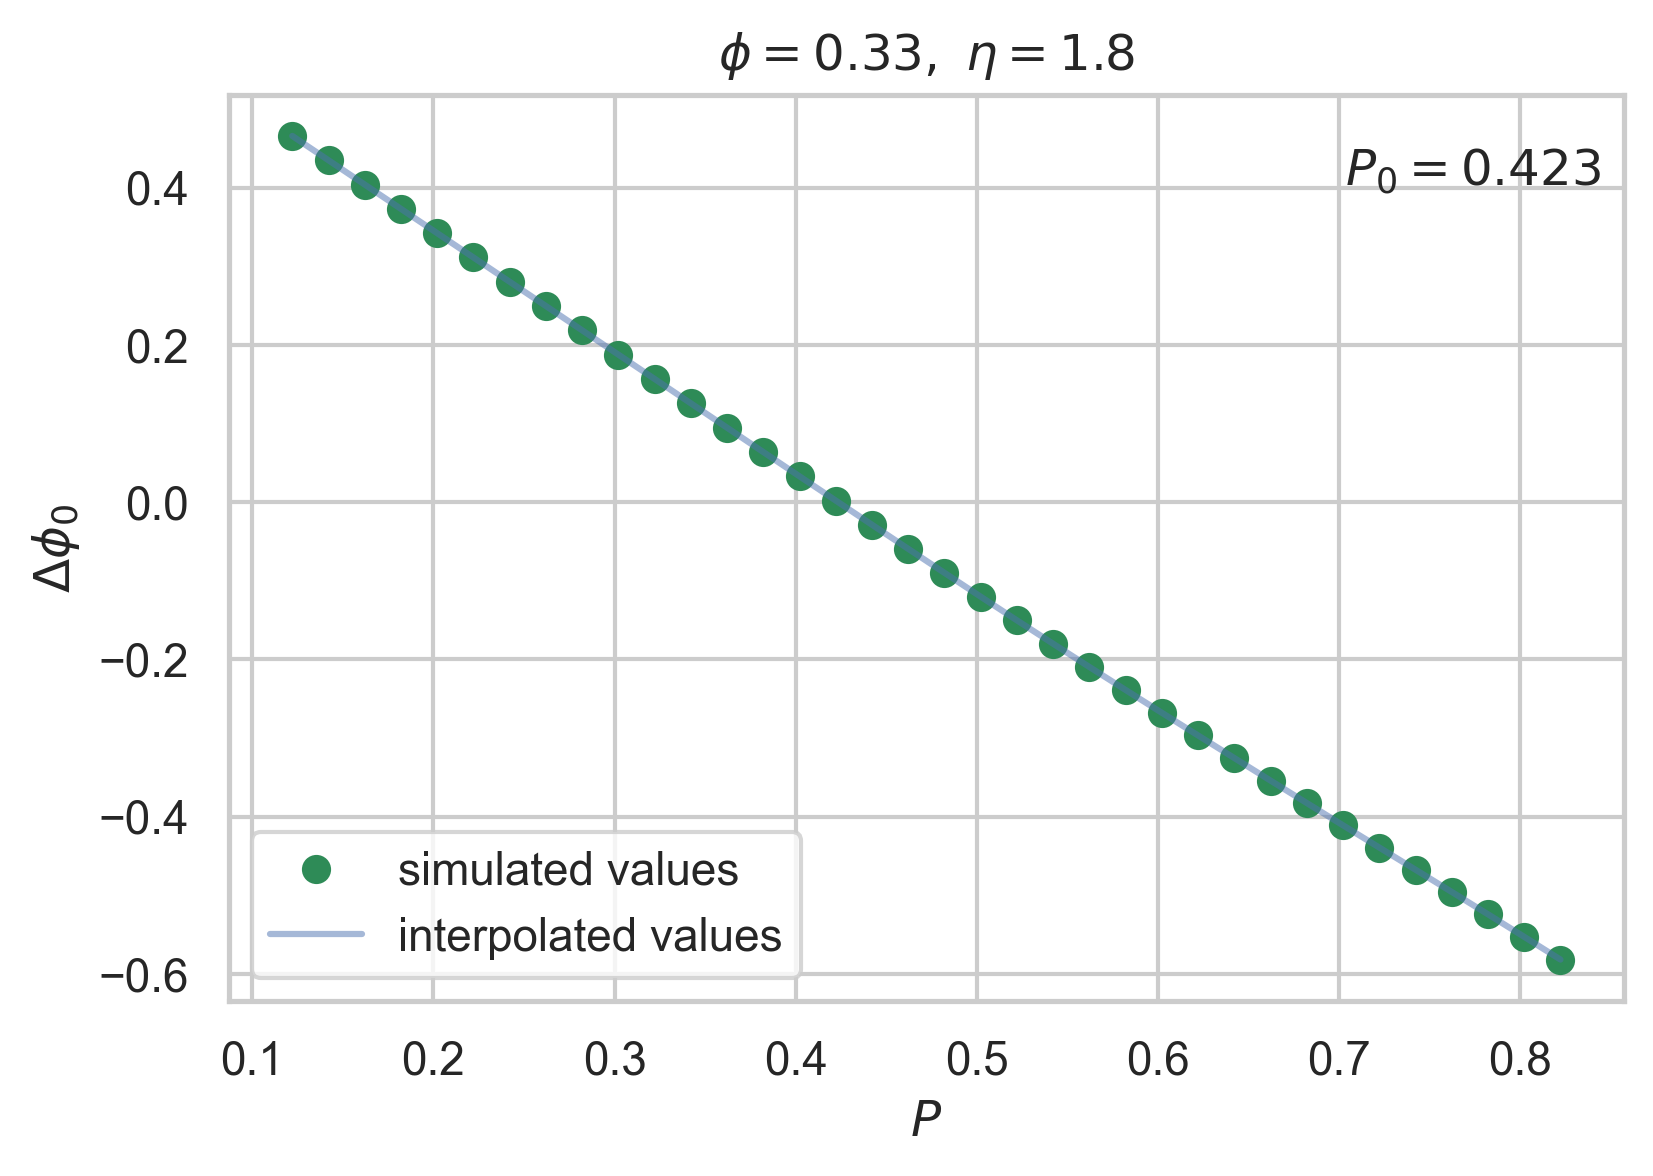 ϕ = 0.33, η = 1.8
P₀ = 0.423
Δϕ₀
0.4
0.2
0.0
−0.2
−0.4
−0.6
simulated values
interpolated values
0.1 0.2 0.3 0.4 0.5 0.6 0.7 0.8
P